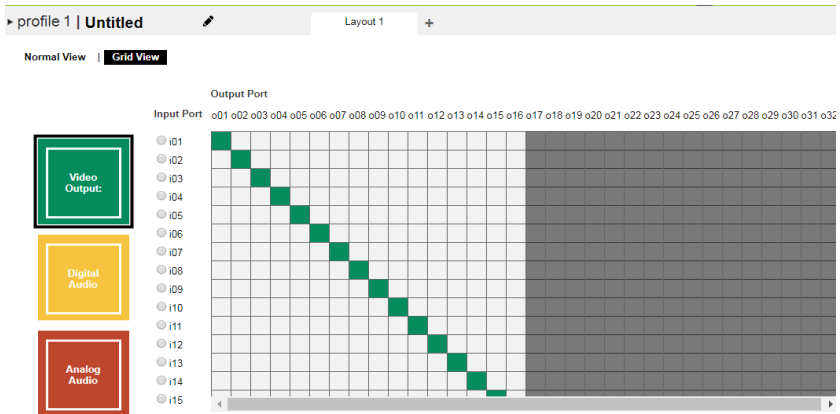 profile 1 | Untitled
Layout 1
+
Normal View | Grid View
Output Port
Input Port o01 o02 o03 o04 o05 o06 o07 o08 o09 o10 o11 o12 o13 o14 o15 o16 o17 o18 o19 o20 o21 o22 o23 o24 o25 o26 o27 o28 o29 o30 o31 o32
i01
i02
Video
Output:
i03
i04
i05
i06
i07
Digital
Audio
i08
i09
i10
i11
i12
Analog
Audio
i13
i14
i15